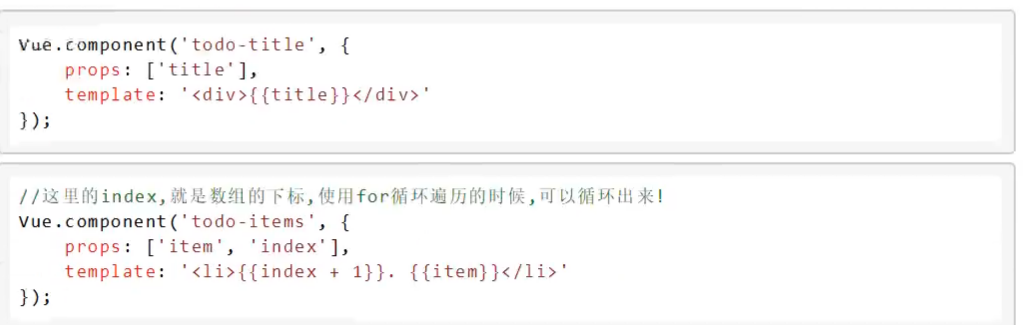 Vue.component('todo-title', {
    props: ['title'],
    template: '<div>{{title}}</div>'
});
//这里的index,就是数组的下标,使用for循环遍历的时候,可以循环出来!
Vue.component('todo-items', {
    props: ['item', 'index'],
    template: '<li>{{index + 1}}. {{item}}</li>'
});